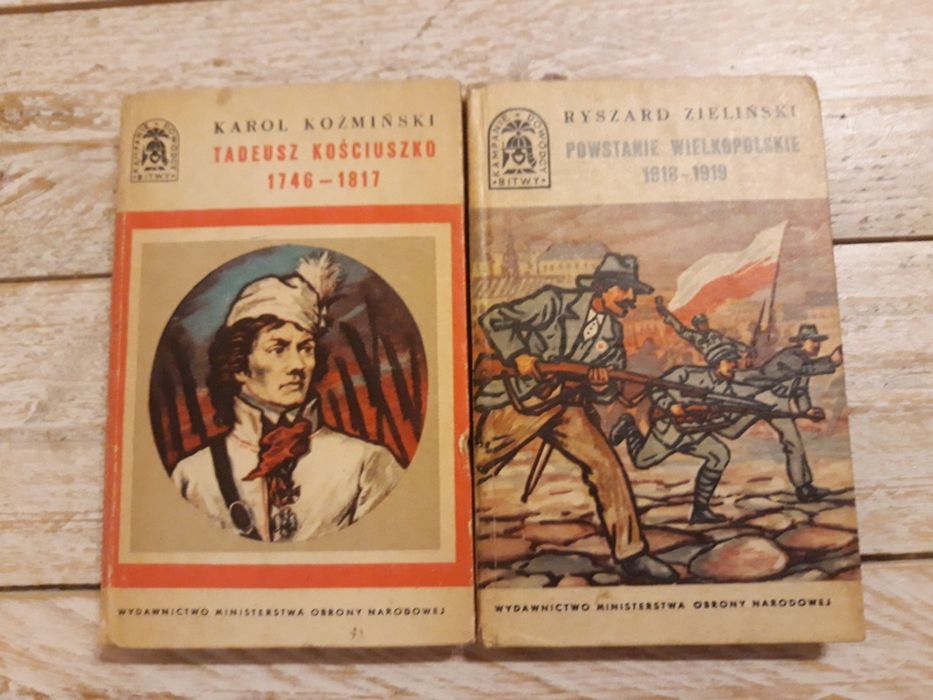 KAMPANIE DOWÓDCY
BITWY
KAROL KOŹMIŃSKI
TADEUSZ KOŚCIUSZKO
1746-1817
WYDAWNICTWO MINISTERSTWA OBRONY NARODOWEJ
KAMPANIE DOWÓDCY
BITWY
RYSZARD ZIELIŃSKI
POWSTANIE WIELKOPOLSKIE
1918-1919
WYDAWNICTWO MINISTERSTWA OBRONY NARODOWEJ